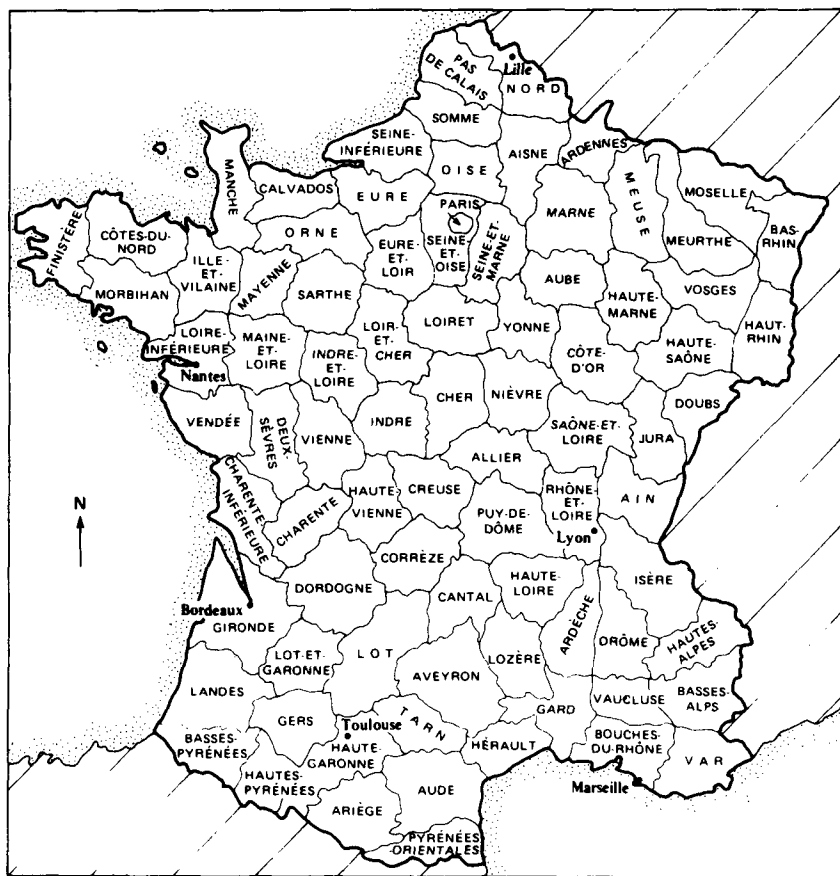 PAS
DE CALAIS
Lille
NORD
SOMME
SEINE-
INFÉRIEURE
OISE
AISNE
ARDENNES
MANCHE
CALVADOS
EURE
PARIS
SEINE-
ET-
OISE
SEINE-ET-
MARNE
MARNE
MEUSE
MOSELLE
MEURTHE
BAS-
RHIN
FINISTÈRE
CÔTES-DU-
NORD
ILLE-
ET-
VILAINE
ORNE
EURE-
ET-
LOIR
MAYENNE
SARTHE
AUBE
HAUTE-
MARNE
VOSGES
HAUT-
RHIN
MORBIHAN
LOIRE-
INFÉRIEURE
Nantes
MAINE-
ET-
LOIRE
INDRE-
ET-
LOIRE
LOIR-
ET-
CHER
LOIRET
YONNE
CÔTE-
D'OR
HAUTE-
SAÔNE
DOUBS
VENDÉE
DEUX-
SÈVRES
VIENNE
INDRE
CHER
NIÈVRE
SAÔNE-ET-
LOIRE
JURA
ALLIER
CHARENTE-
INFÉRIEURE
CHARENTE
HAUTE-
VIENNE
CREUSE
PUY-DE-
DÔME
RHÔNE-
ET-
LOIRE
Lyon
AIN
N
CORRÈZE
DORDOGNE
CANTAL
HAUTE-
LOIRE
ARDÈCHE
ISÈRE
Bordeaux
GIRONDE
LOT-ET-
GARONNE
LOT
AVEYRON
LOZÈRE
DRÔME
HAUTES-
ALPES
LANDES
GERS
Toulouse
TARN
GARD
VAUCLUSE
BASSES-
ALPS
BASSES-
PYRÉNÉES
HAUTES-
PYRÉNÉES
HAUTE-
GARONNE
HÉRAULT
BOUCHES-
DU-RHÔNE
VAR
Marseille
ARIÈGE
AUDE
PYRÉNÉES
ORIENTALES